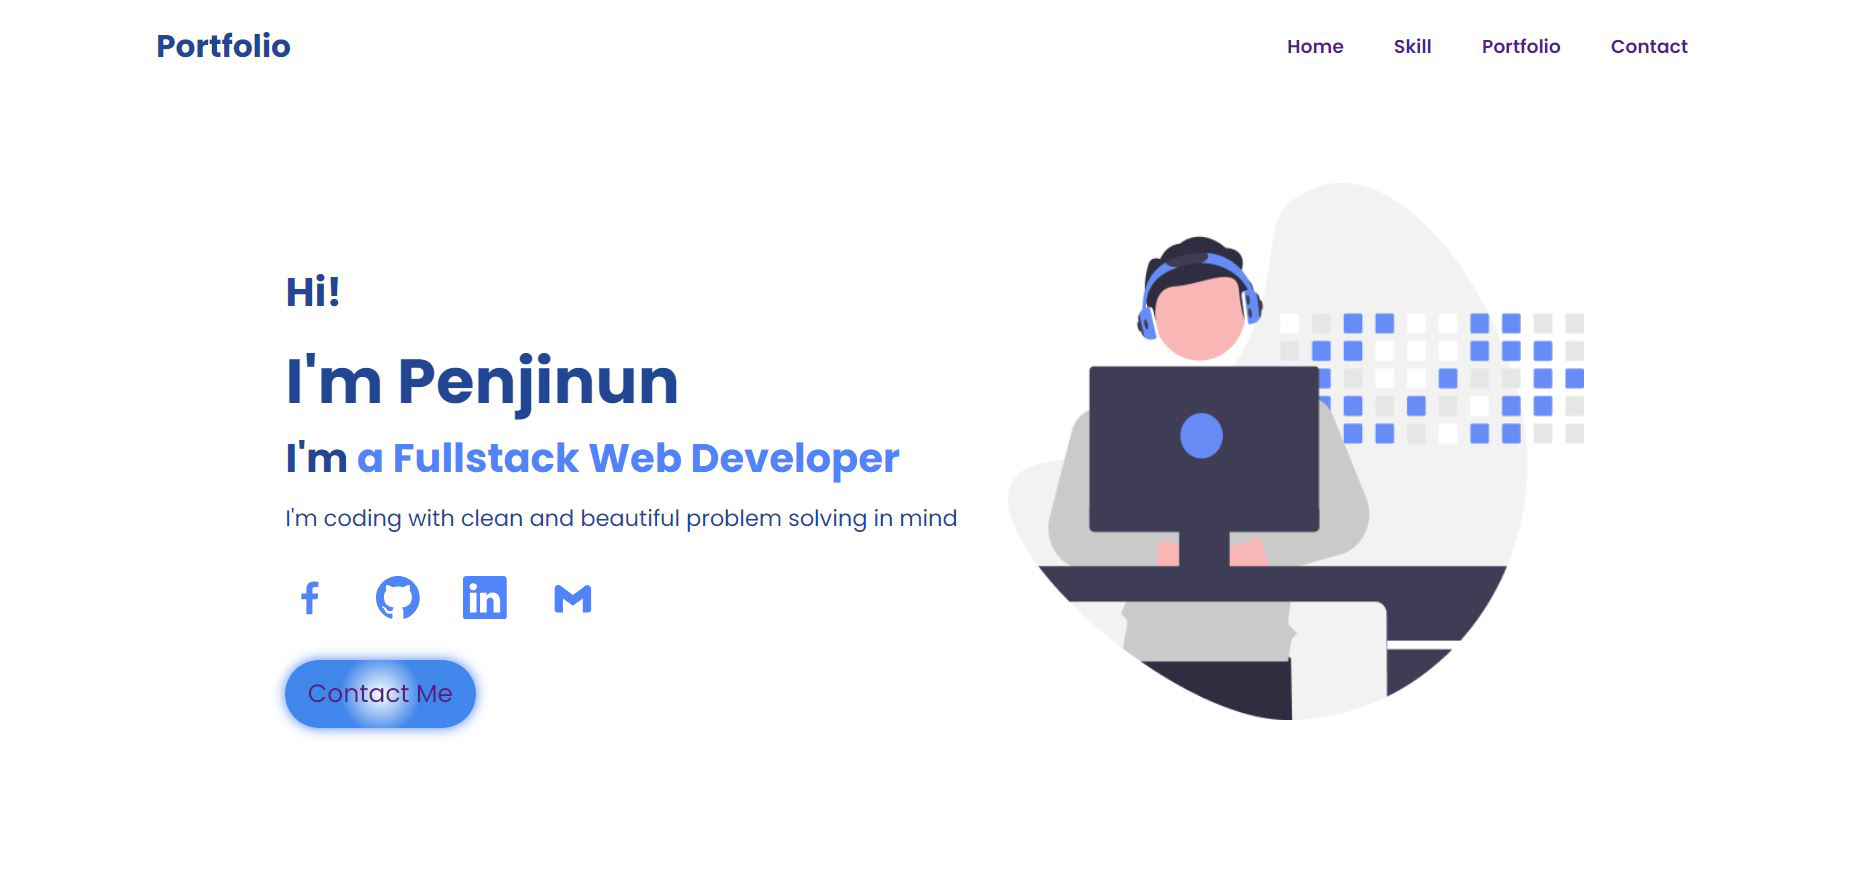 Portfolio
Home Skill Portfolio Contact
Hi!
I'm Penjinun
I'm a Fullstack Web Developer
I'm coding with clean and beautiful problem solving in mind
Contact Me